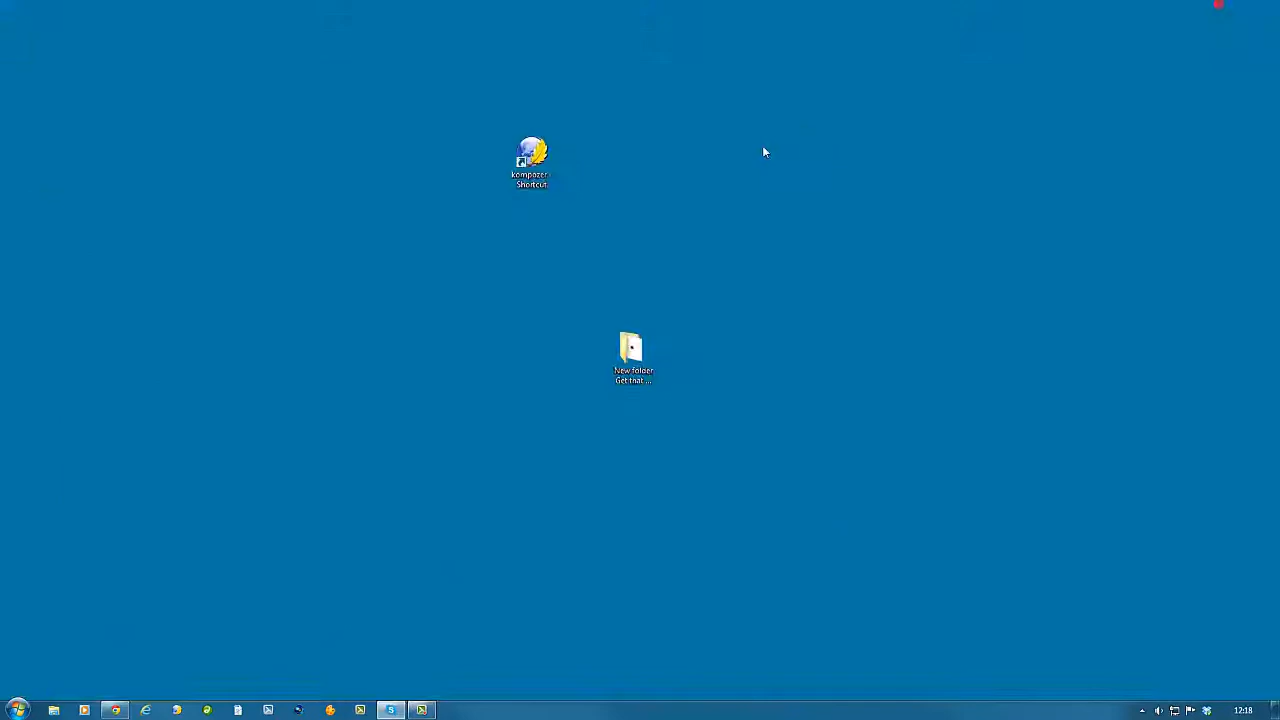 kompozer -
Shortcut
New folder
Get that ...
12:18